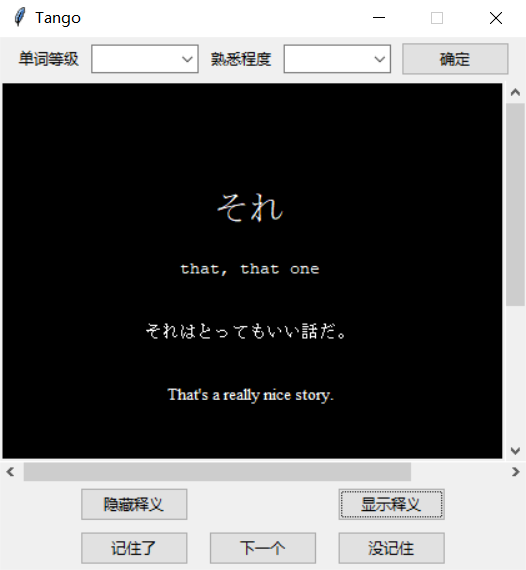 Tango
单词等级 熟悉程度 确定
それ
that, that one
それはとってもいい話だ。
That's a really nice story.
隐藏释义 显示释义
记住了 下一个 没记住